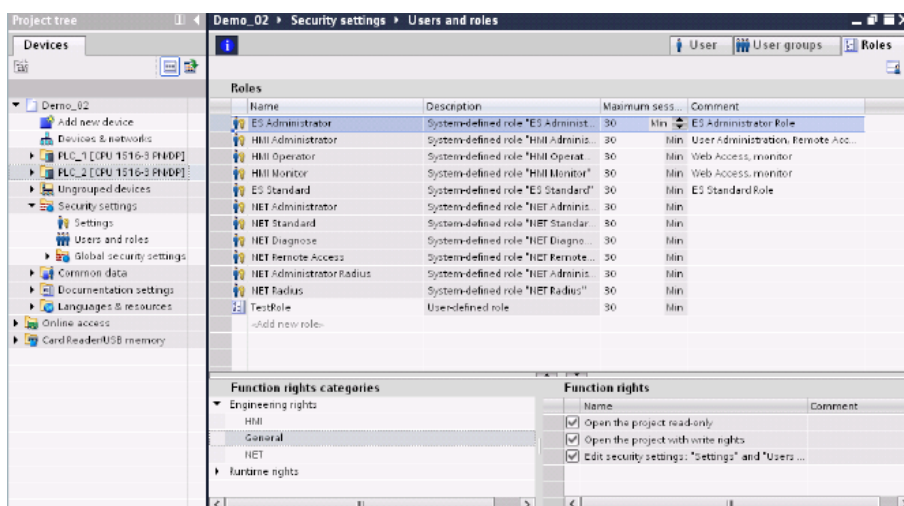 Project tree
Devices
Demo_02
Add new device
Devices & networks
PLC_1 [CPU 1516-3 PN/DP]
PLC_2 [CPU 1516-3 PN/DP]
Ungrouped devices
Security settings
Settings
Users and roles
Global security settings
Common data
Documentation settings
Languages & resources
Online access
Card Reader/USB memory
Demo_02 ▸ Security settings ▸ Users and roles
User User groups Roles
Roles
Name Description Maximum sess... Comment
ES Administrator System-defined role "ES Administ... 30 Min ES Administrator Role
HMI Administrator System-defined role "HMI Adminis... 30 Min User Administration, Remote Acc...
HMI Operator System-defined role "HMI Operat... 30 Min Web Access, monitor
HMI Monitor System-defined role "HMI Monitor" 30 Min Web Access, monitor
ES Standard System-defined role "ES Standard" 30 Min ES Standard Role
NET Administrator System-defined role "NET Adminis... 30 Min
NET Standard System-defined role "NET Standar... 30 Min
NET Diagnose System-defined role "NET Diagno... 30 Min
NET Remote Access System-defined role "NET Remote... 30 Min
NET Administrator Radius System-defined role "NET Adminis... 30 Min
NET Radius System-defined role "NET Radius" 30 Min
TestRole User-defined role 30 Min
<Add new role>
Function rights categories
Engineering rights
HMI
General
NET
Runtime rights
Function rights
Name Comment
Open the project read-only
Open the project with write rights
Edit security settings: "Settings" and "Users ...